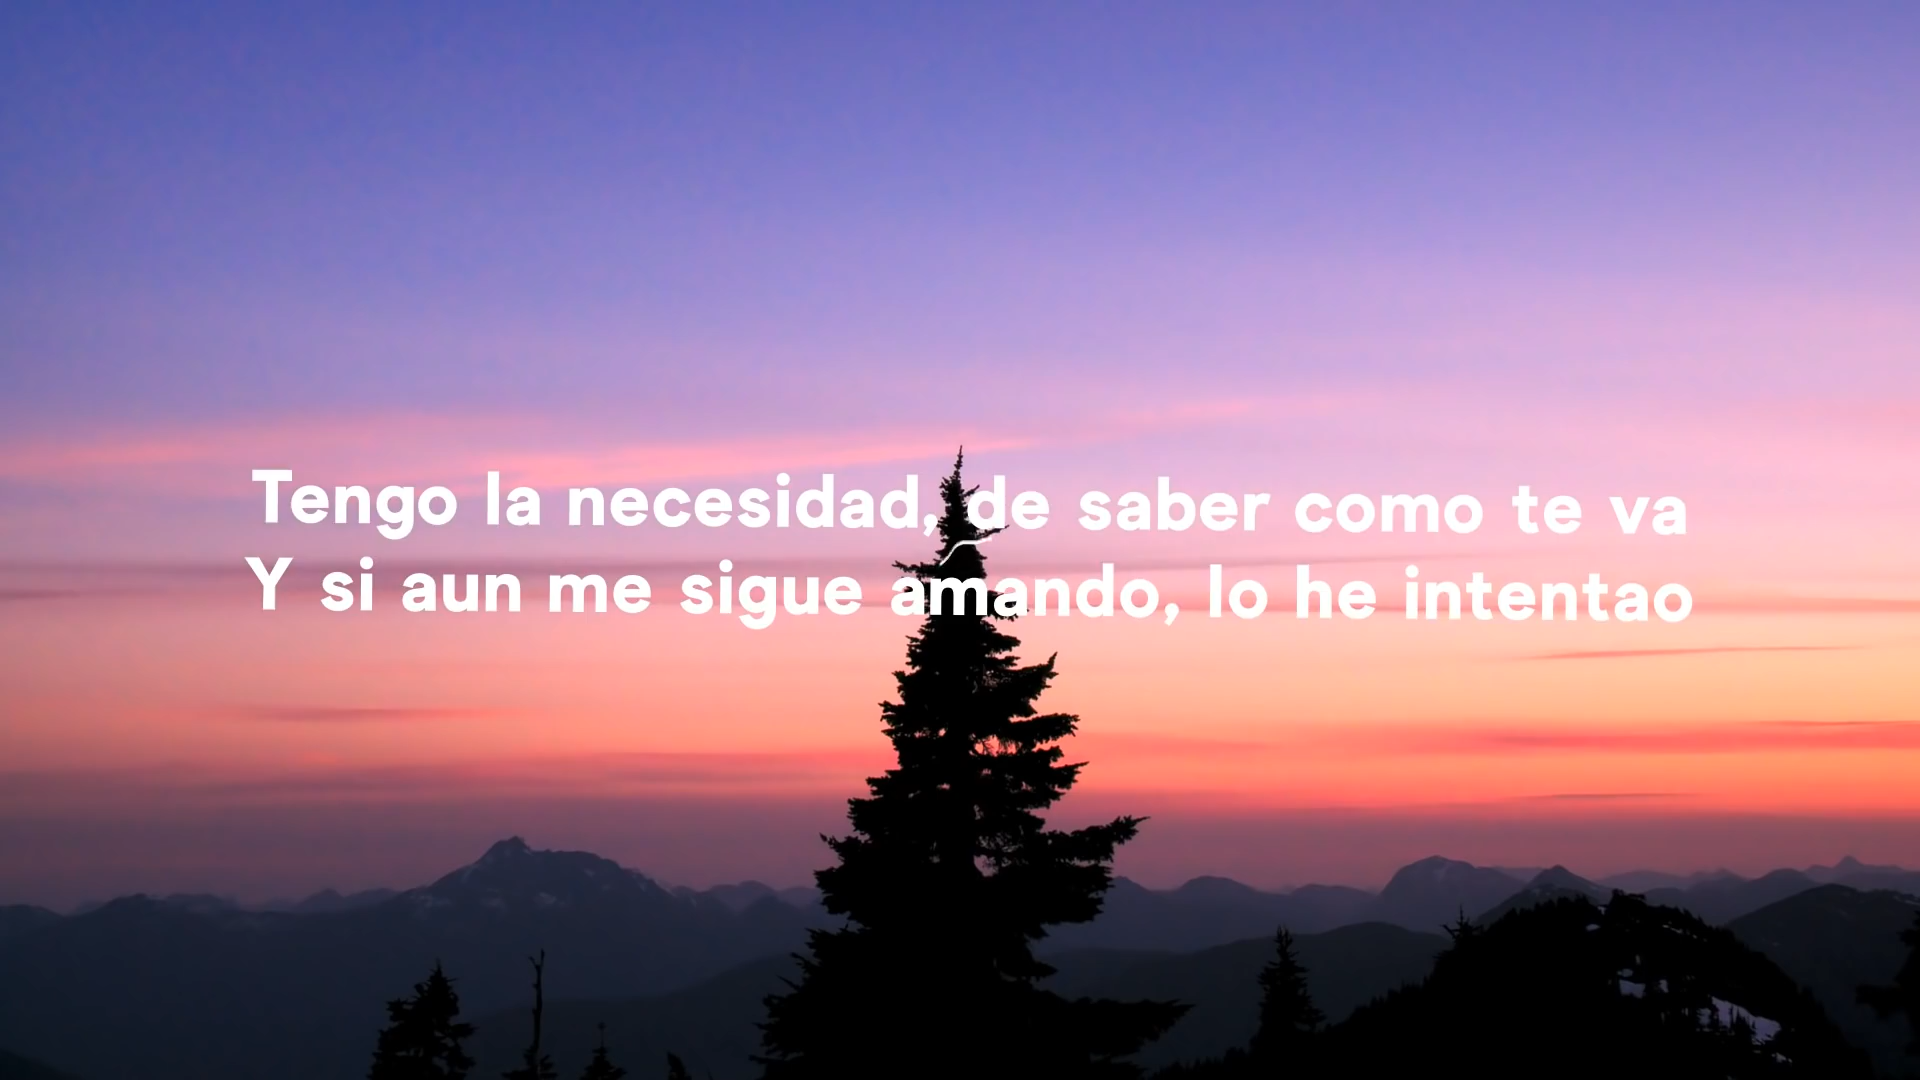 Tengo la necesidad, de saber como te va
Y si aun me sigue amando, lo he intentao